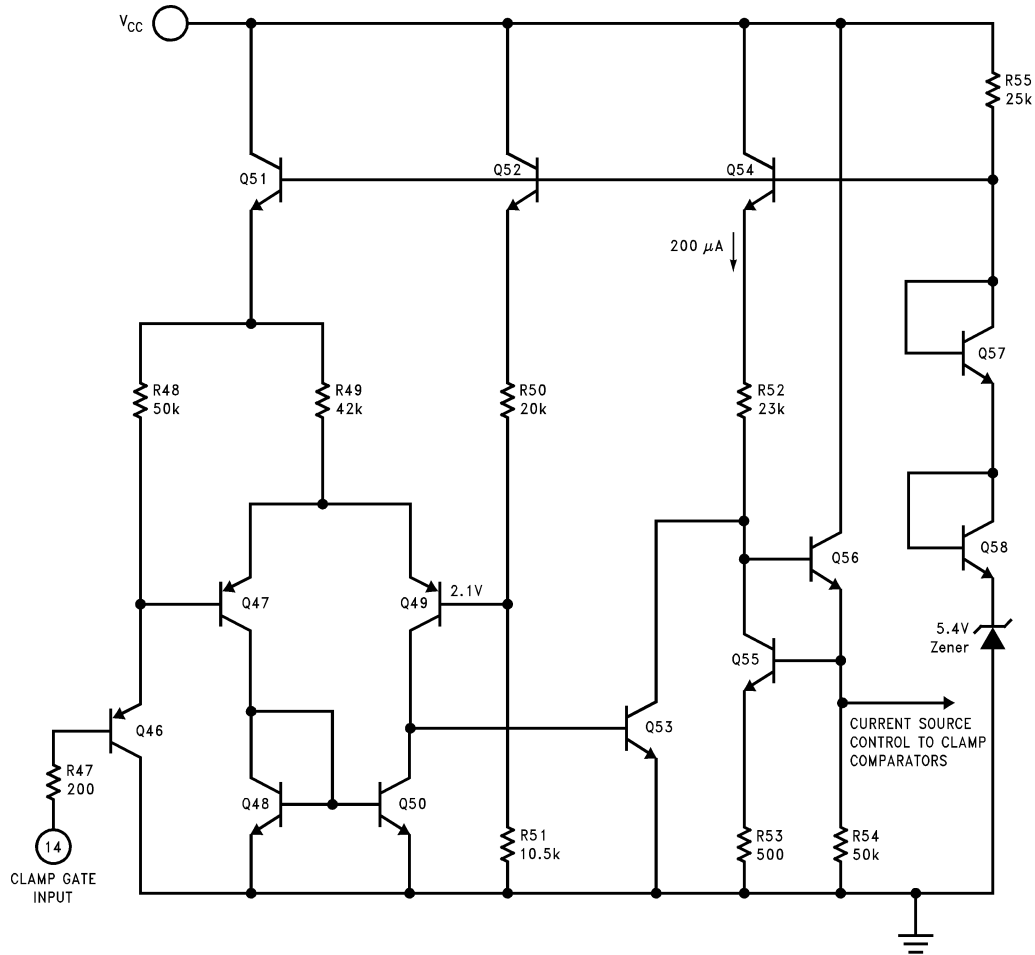 VCC
R55
25k
Q51
Q52
Q54
200 μA
Q57
R48
50k
R49
42k
R50
20k
R52
23k
Q58
Q56
Q47
Q49
2.1V
5.4V
Zener
Q55
Q46
Q53
CURRENT SOURCE
CONTROL TO CLAMP
COMPARATORS
R47
200
Q48
Q50
14
CLAMP GATE
INPUT
R51
10.5k
R53
500
R54
50k